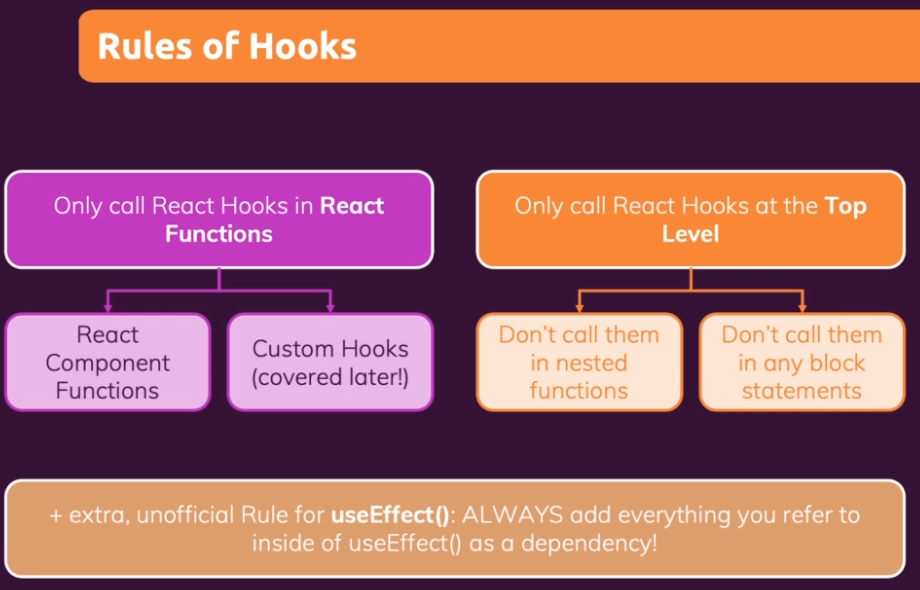 Rules of Hooks
Only call React Hooks in React
Functions
React
Component
Functions
Custom Hooks
(covered later!)
Only call React Hooks at the Top
Level
Don’t call them
in nested
functions
Don’t call them
in any block
statements
+ extra, unofficial Rule for useEffect(): ALWAYS add everything you refer to
inside of useEffect() as a dependency!